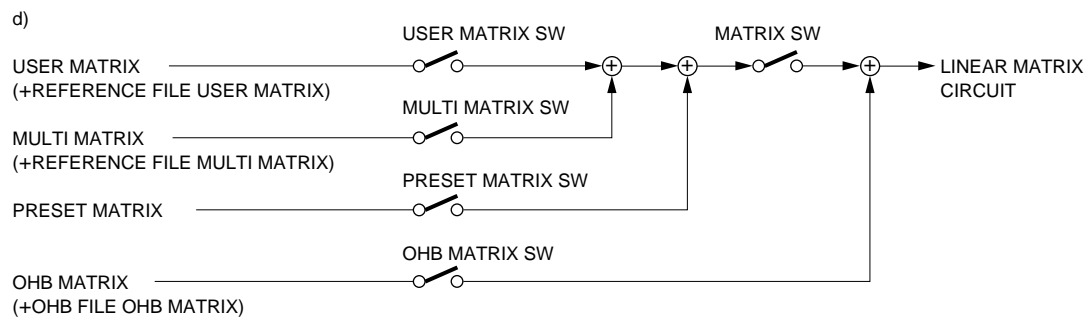 d)
USER MATRIX SW
MATRIX SW
USER MATRIX
(+REFERENCE FILE USER MATRIX)
LINEAR MATRIX
CIRCUIT
MULTI MATRIX SW
MULTI MATRIX
(+REFERENCE FILE MULTI MATRIX)
PRESET MATRIX SW
PRESET MATRIX
OHB MATRIX SW
OHB MATRIX
(+OHB FILE OHB MATRIX)